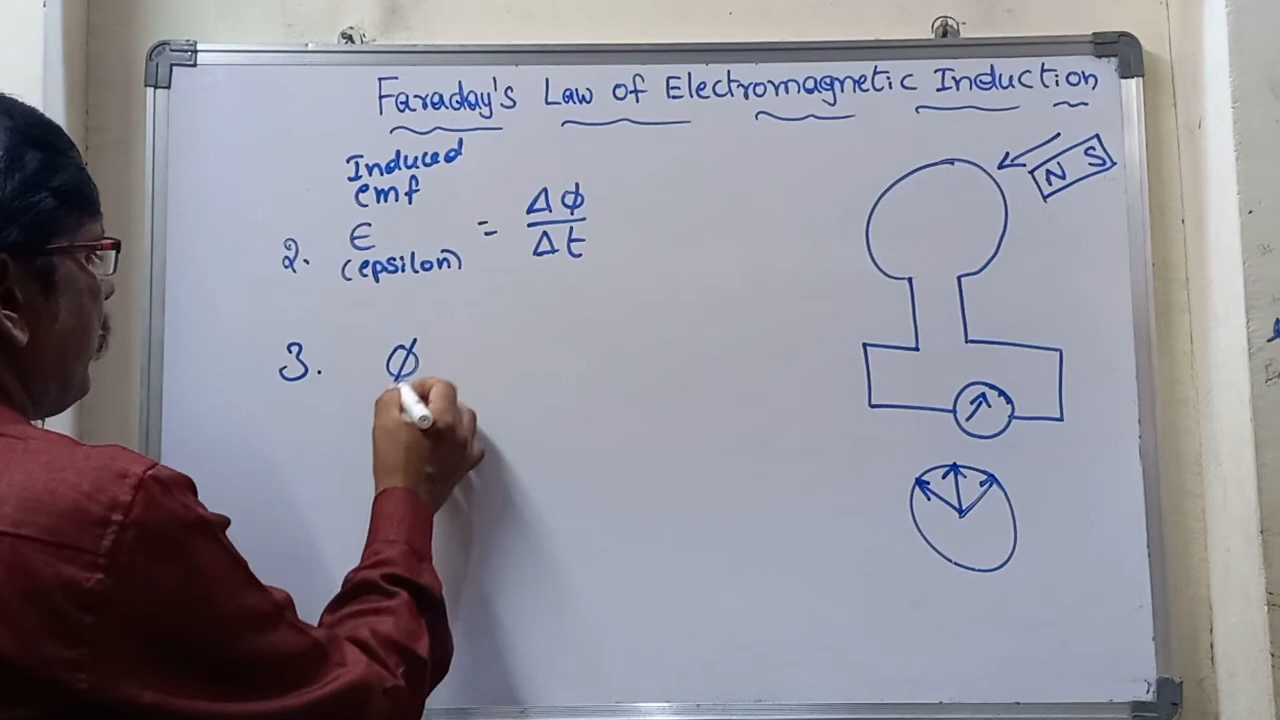 Faraday's Law of Electromagnetic Induction
Induced
emf
2. ϵ = Δϕ/Δt
(epsilon)
3. ϕ
N S